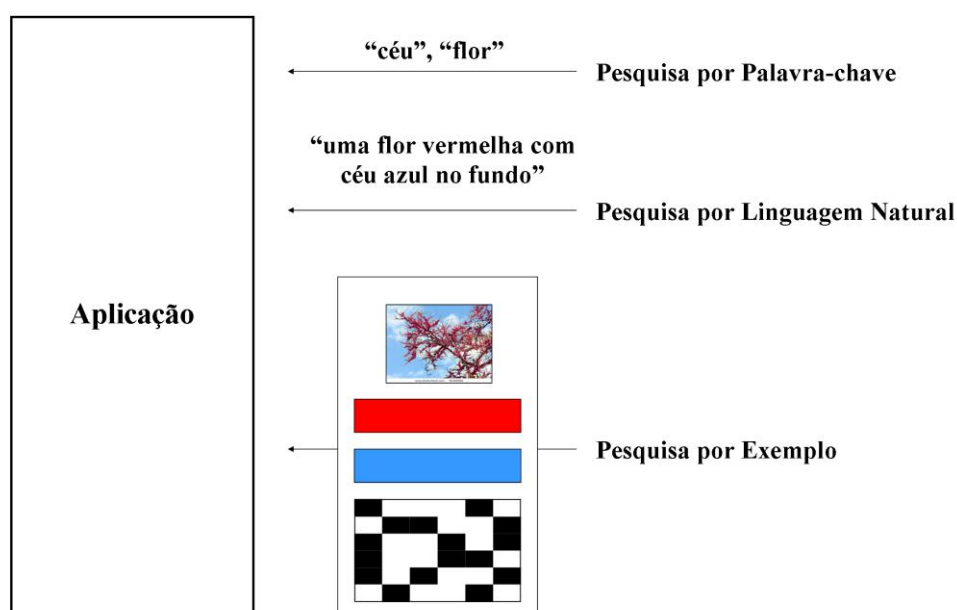 “céu”, “flor”
Pesquisa por Palavra-chave
“uma flor vermelha com
céu azul no fundo”
Pesquisa por Linguagem Natural
Aplicação
Pesquisa por Exemplo